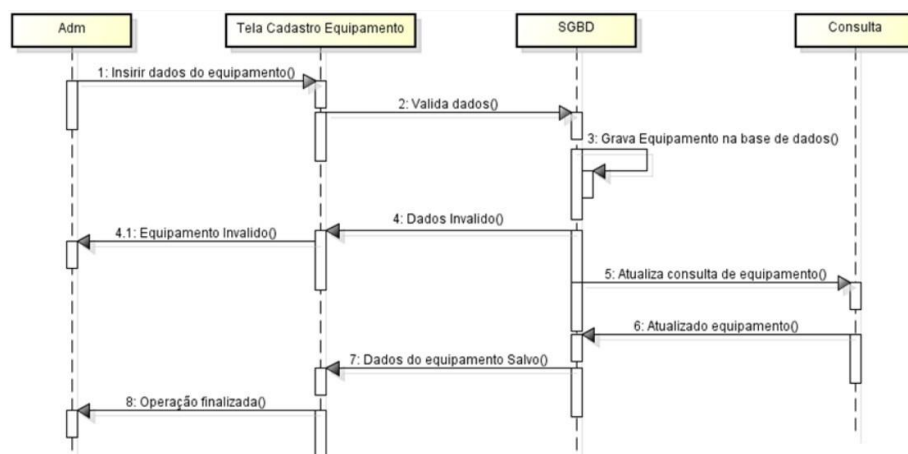 Adm
Tela Cadastro Equipamento
SGBD
Consulta
1: Insirir dados do equipamento()
2: Valida dados()
3: Grava Equipamento na base de dados()
4: Dados Invalido()
4.1: Equipamento Invalido()
5: Atualiza consulta de equipamento()
6: Atualizado equipamento()
7: Dados do equipamento Salvo()
8: Operação finalizada()